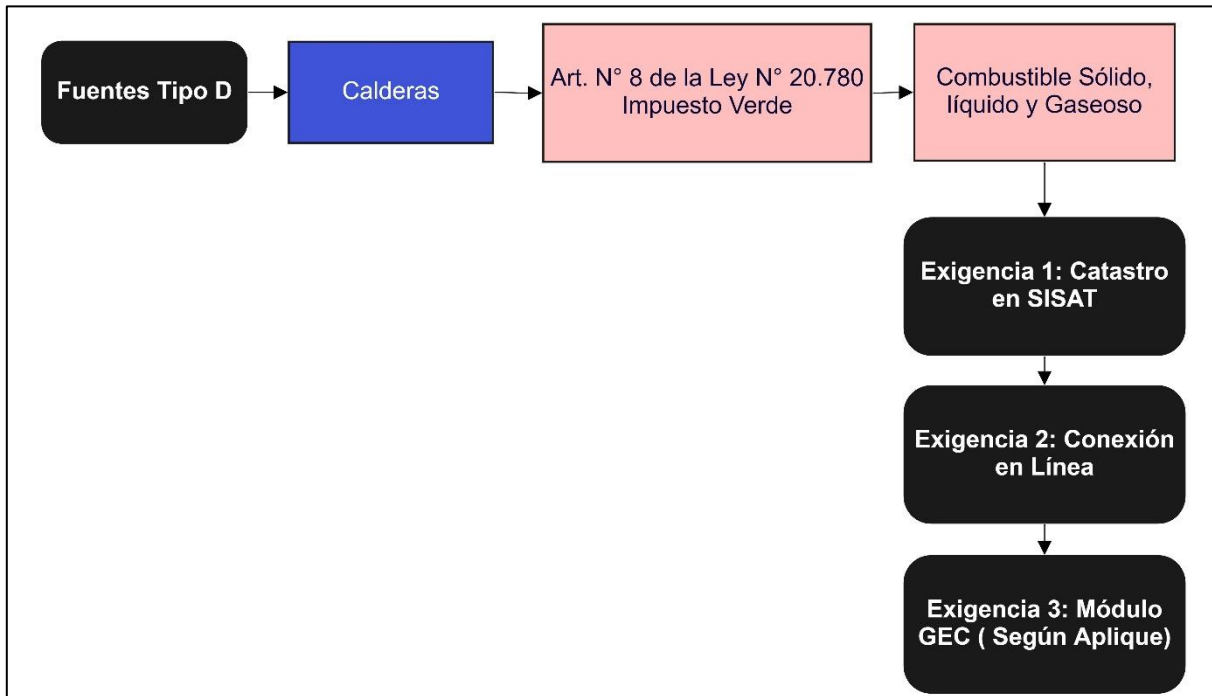 Fuentes Tipo D
Calderas
Art. N° 8 de la Ley N° 20.780
Impuesto Verde
Combustible Sólido,
líquido y Gaseoso
Exigencia 1: Catastro
en SISAT
Exigencia 2: Conexión
en Línea
Exigencia 3: Módulo
GEC ( Según Aplique)